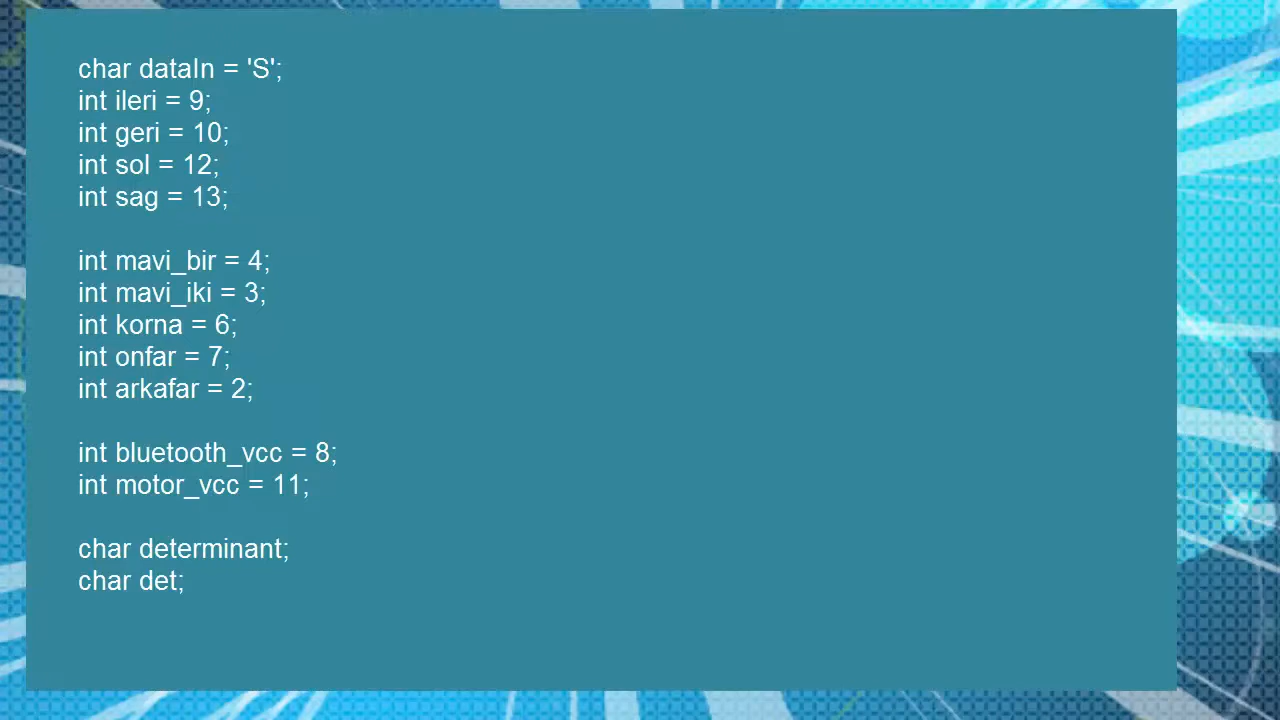 char dataIn = 'S';
int ileri = 9;
int geri = 10;
int sol = 12;
int sag = 13;
int mavi_bir = 4;
int mavi_iki = 3;
int korna = 6;
int onfar = 7;
int arkafar = 2;
int bluetooth_vcc = 8;
int motor_vcc = 11;
char determinant;
char det;